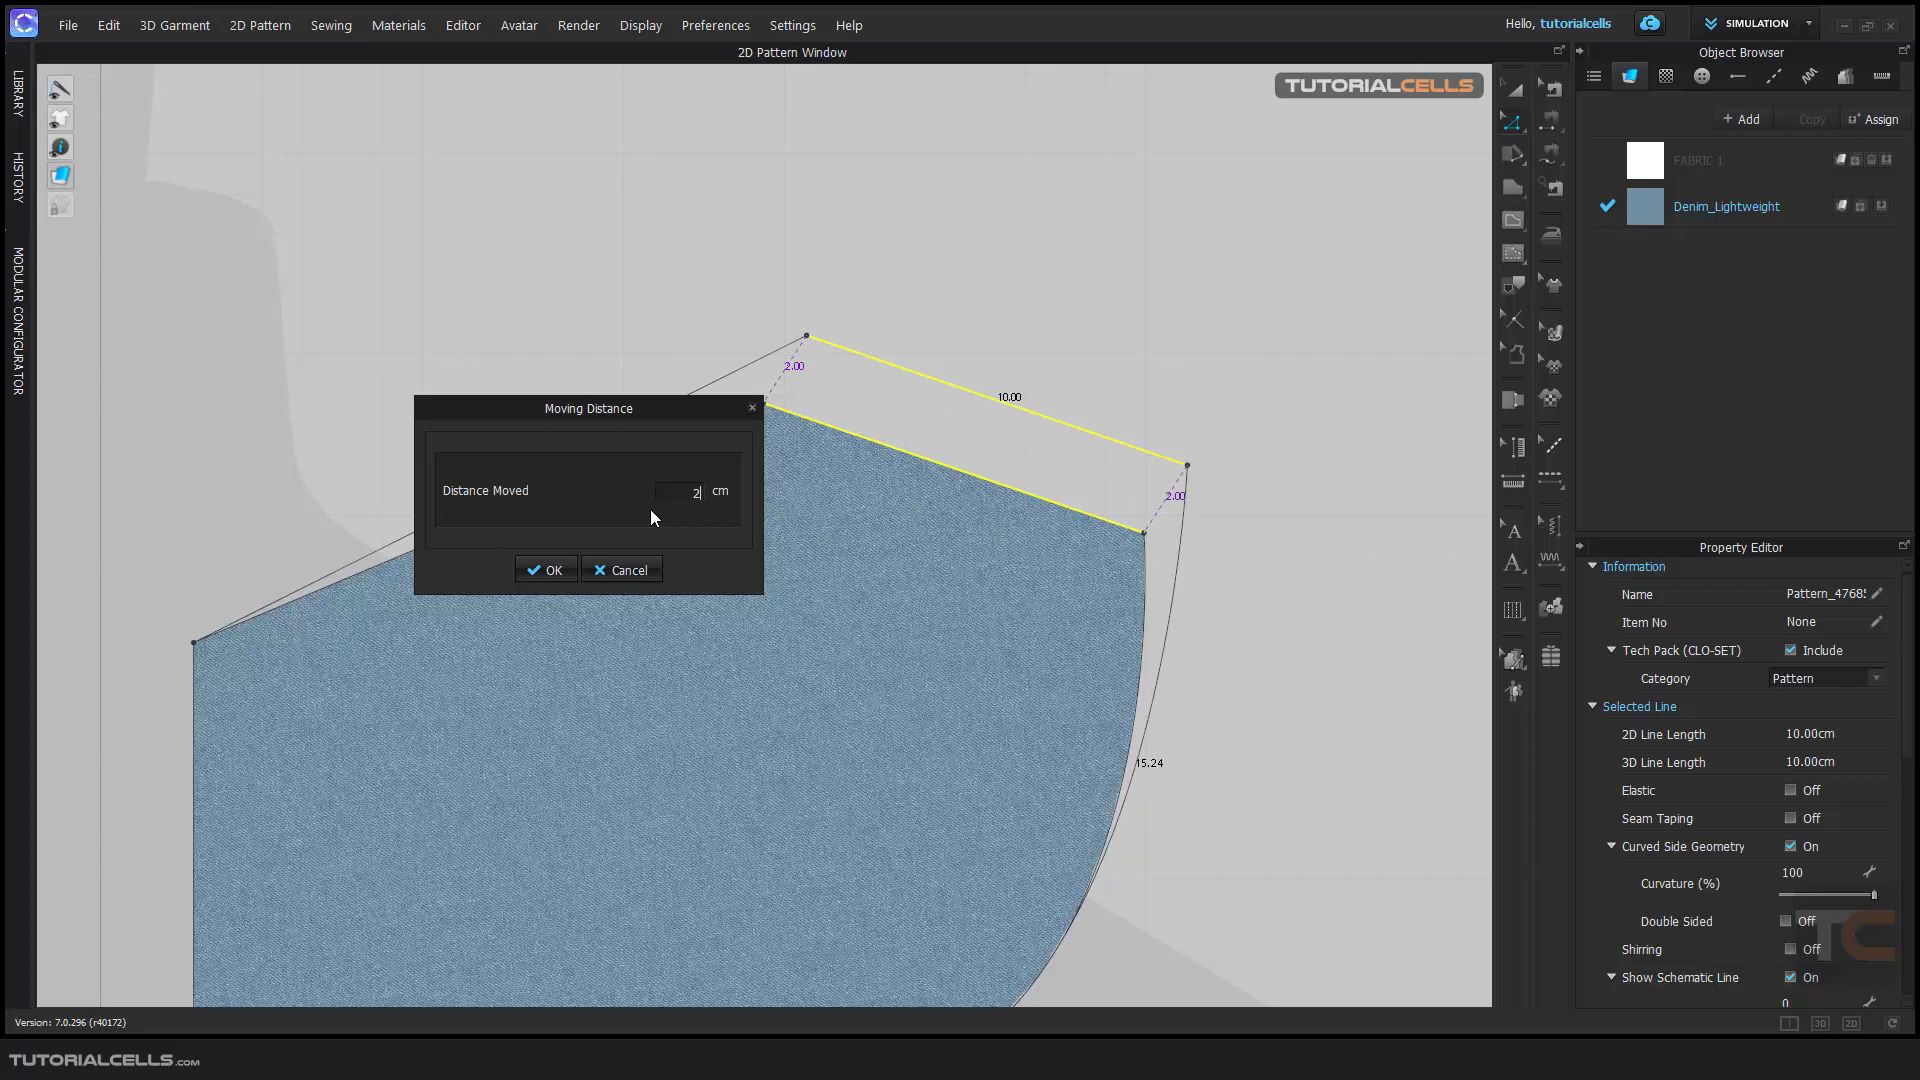 File Edit 3D Garment 2D Pattern Sewing Materials Editor Avatar Render Display Preferences Settings Help
Hello, tutorialcells
SIMULATION
2D Pattern Window
Object Browser
LIBRARY
HISTORY
MODULAR CONFIGURATOR
TUTORIALCELLS
+ Add Copy Assign
FABRIC 1
Denim_Lightweight
2.00
10.00
2.00
15.24
Moving Distance
Distance Moved 2 cm
OK Cancel
Property Editor
Information
Name Pattern_4768
Item No None
Tech Pack (CLO-SET) Include
Category Pattern
Selected Line
2D Line Length 10.00cm
3D Line Length 10.00cm
Elastic Off
Seam Taping Off
Curved Side Geometry On
Curvature (%) 100
Double Sided Off
Shirring Off
Show Schematic Line On
0
TC
3D 2D
Version: 7.0.296 (r40172)
TUTORIALCELLS.com